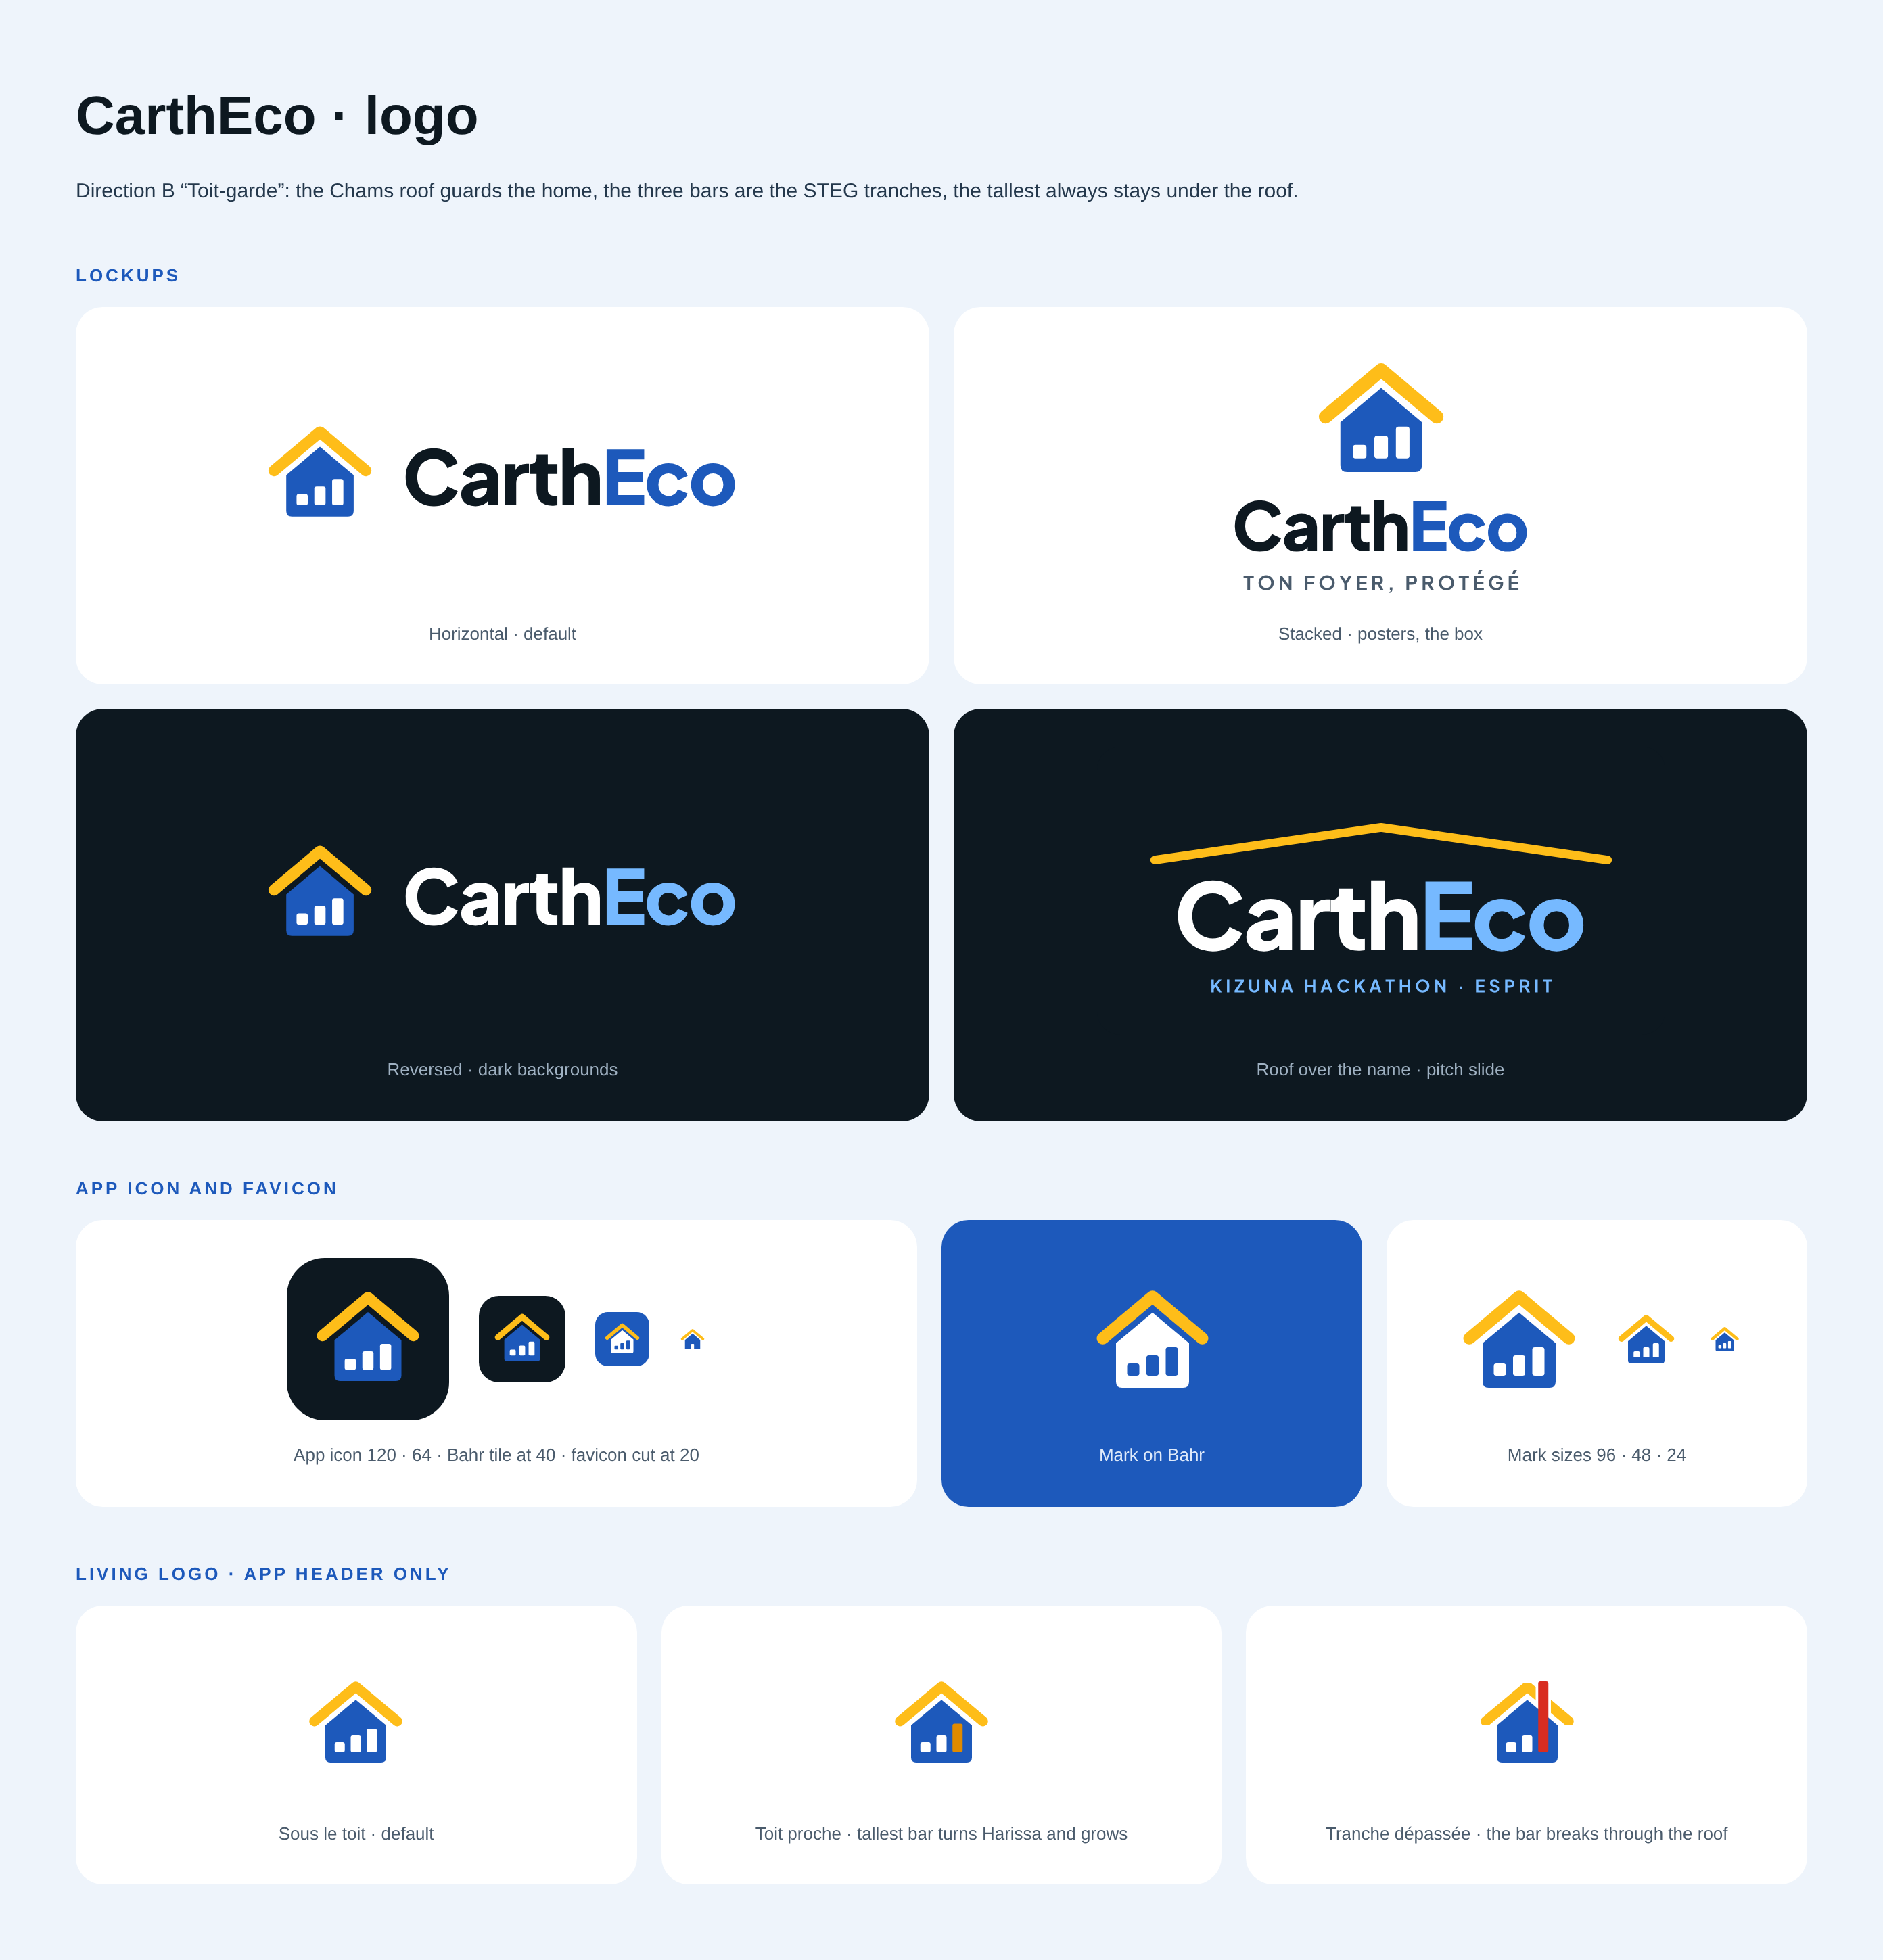 CarthEco · logo
Direction B “Toit-garde”: the Chams roof guards the home, the three bars are the STEG tranches, the tallest always stays under the roof.
LOCKUPS
CarthEco
Horizontal · default
CarthEco
TON FOYER, PROTÉGÉ
Stacked · posters, the box
CarthEco
Reversed · dark backgrounds
CarthEco
KIZUNA HACKATHON · ESPRIT
Roof over the name · pitch slide
APP ICON AND FAVICON
App icon 120 · 64 · Bahr tile at 40 · favicon cut at 20
Mark on Bahr
Mark sizes 96 · 48 · 24
LIVING LOGO · APP HEADER ONLY
Sous le toit · default
Toit proche · tallest bar turns Harissa and grows
Tranche dépassée · the bar breaks through the roof